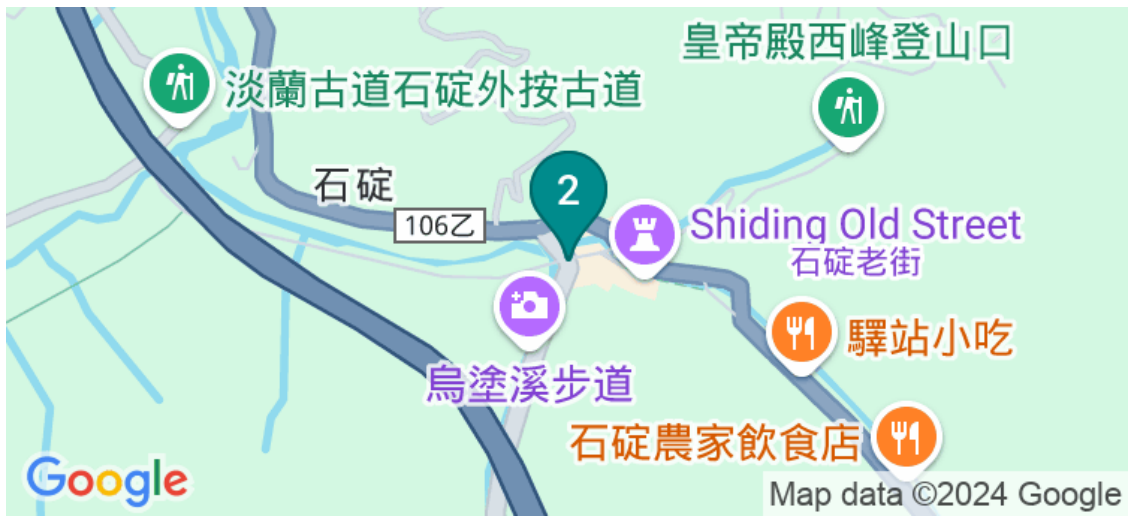 皇帝殿西峰登山口
淡蘭古道石碇外按古道
石碇
2
106乙
Shiding Old Street
石碇老街
驛站小吃
烏塗溪步道
石碇農家飲食店
Google
Map data ©2024 Google